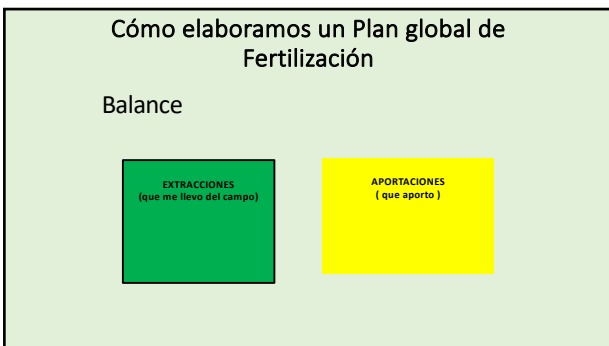 Cómo elaboramos un Plan global de
Fertilización
Balance
EXTRACCIONES
(que me llevo del campo)
APORTACIONES
( que aporto )